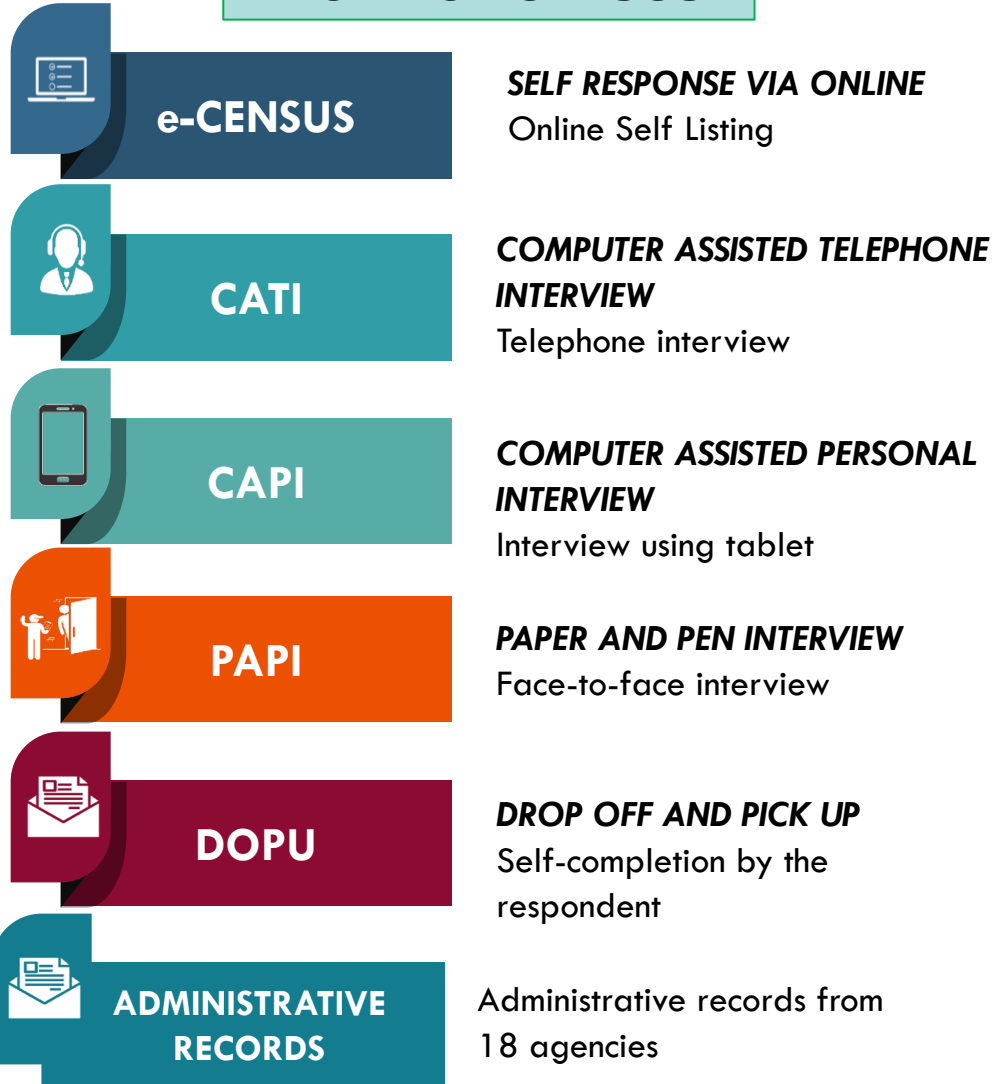 e-CENSUS
SELF RESPONSE VIA ONLINE
Online Self Listing
CATI
COMPUTER ASSISTED TELEPHONE
INTERVIEW
Telephone interview
CAPI
COMPUTER ASSISTED PERSONAL
INTERVIEW
Interview using tablet
PAPI
PAPER AND PEN INTERVIEW
Face-to-face interview
DOPU
DROP OFF AND PICK UP
Self-completion by the
respondent
ADMINISTRATIVE
RECORDS
Administrative records from
18 agencies